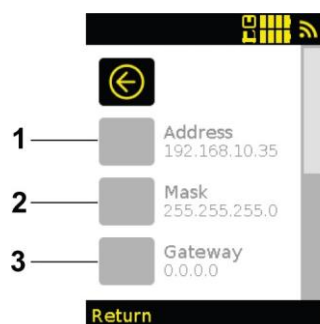 1
Address
192.168.10.35
2
Mask
255.255.255.0
3
Gateway
0.0.0.0
Return